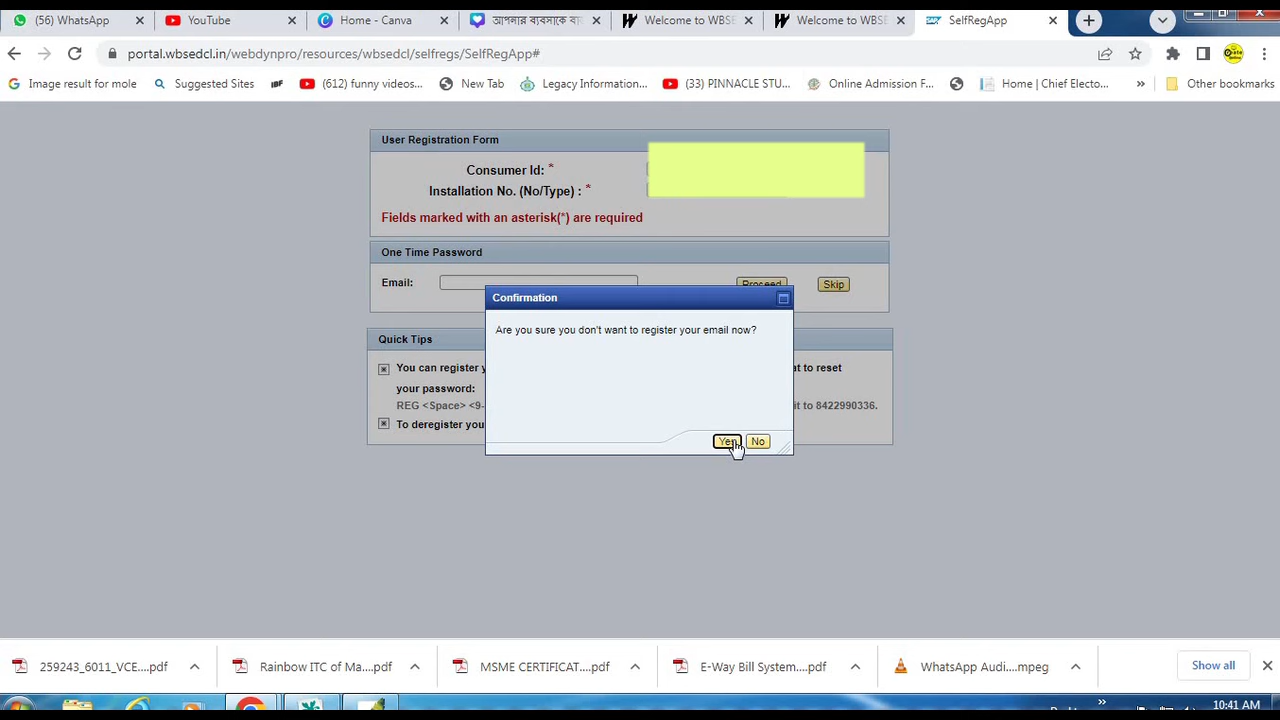 (56) WhatsApp
YouTube
Home - Canva
আপনার ব্যবসাকে বা
Welcome to WBSE
Welcome to WBSE
SelfRegApp
portal.wbsedcl.in/webdynpro/resources/wbsedcl/selfregs/SelfRegApp#
Image result for mole
Suggested Sites
(612) funny videos...
New Tab
Legacy Information...
(33) PINNACLE STU...
Online Admission F...
Home | Chief Electo...
»
Other bookmarks
User Registration Form
Consumer Id: *
Installation No. (No/Type) : *
Fields marked with an asterisk(*) are required
One Time Password
Email:
Proceed
Skip
Confirmation
Are you sure you don't want to register your email now?
Yes
No
Quick Tips
You can register y
at to reset
your password:
REG <Space> <9-
it to 8422990336.
To deregister you
259243_6011_VCE....pdf
Rainbow ITC of Ma....pdf
MSME CERTIFICAT....pdf
E-Way Bill System....pdf
WhatsApp Audi....mpeg
Show all
»
10:41 AM